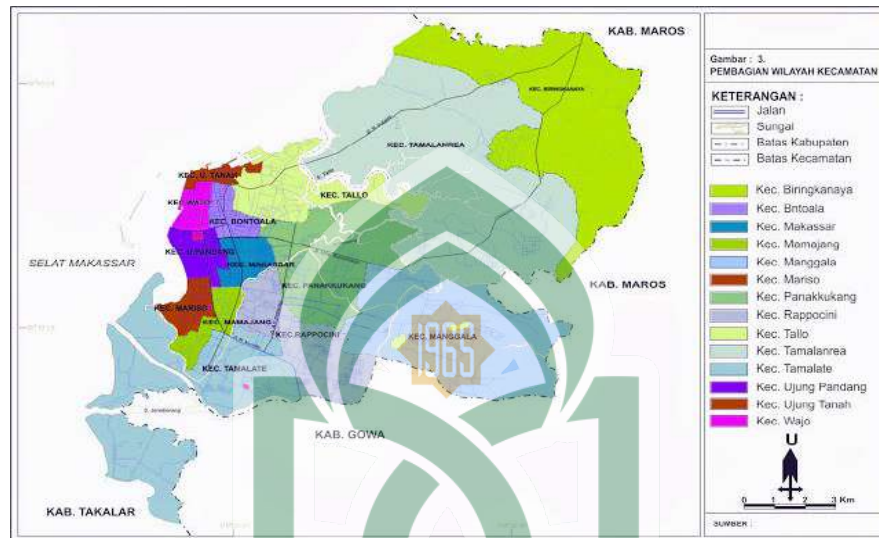 KAB. MAROS
KEC. BIRINGKANAYA
KEC. TAMALANREA
KEC. U. TANAH
KEC. TALLO
KEC. WAJO
KEC. BONTOALA
KEC. U.PANDANG
KEC. MAKASSAR
SELAT MAKASSAR
KEC. PANAKKUKANG
KAB. MAROS
KEC. MARISO
KEC. MAMAJANG
KEC.RAPPOCINI
KEC. MANGGALA
1965
KEC. TAMALATE
S. Jeneberang
KAB. GOWA
KAB. TAKALAR
Gambar : 3.
PEMBAGIAN WILAYAH KECAMATAN
KETERANGAN :
Jalan
Sungai
Batas Kabupaten
Batas Kecamatan
Kec. Biringkanaya
Kec. Bntoala
Kec. Makassar
Kec. Mamajang
Kec. Manggala
Kec. Mariso
Kec. Panakkukang
Kec. Rappocini
Kec. Tallo
Kec. Tamalanrea
Kec. Tamalate
Kec. Ujung Pandang
Kec. Ujung Tanah
Kec. Wajo
U
0 1 2 3 Km
SUMBER :